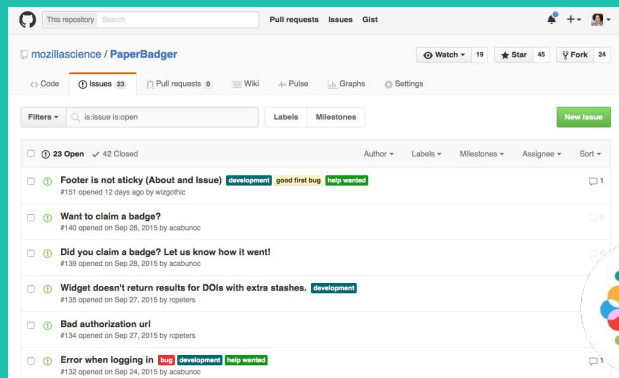 This repository Search Pull requests Issues Gist
mozillascience / PaperBadger Watch 19 Star 45 Fork 24
Code Issues 23 Pull requests 0 Wiki Pulse Graphs Settings
Filters is:issue is:open Labels Milestones New issue
23 Open 42 Closed Author Labels Milestones Assignee Sort
Footer is not sticky (About and Issue) development good first bug help wanted 1
#151 opened 12 days ago by wizgothic
Want to claim a badge? 0
#140 opened on Sep 28, 2015 by acabunoc
Did you claim a badge? Let us know how it went! 0
#139 opened on Sep 28, 2015 by acabunoc
Widget doesn't return results for DOIs with extra stashes. development
#135 opened on Sep 27, 2015 by rcpeters
Bad authorization url
#134 opened on Sep 27, 2015 by rcpeters
Error when logging in bug development help wanted 1
#132 opened on Sep 24, 2015 by acabunoc